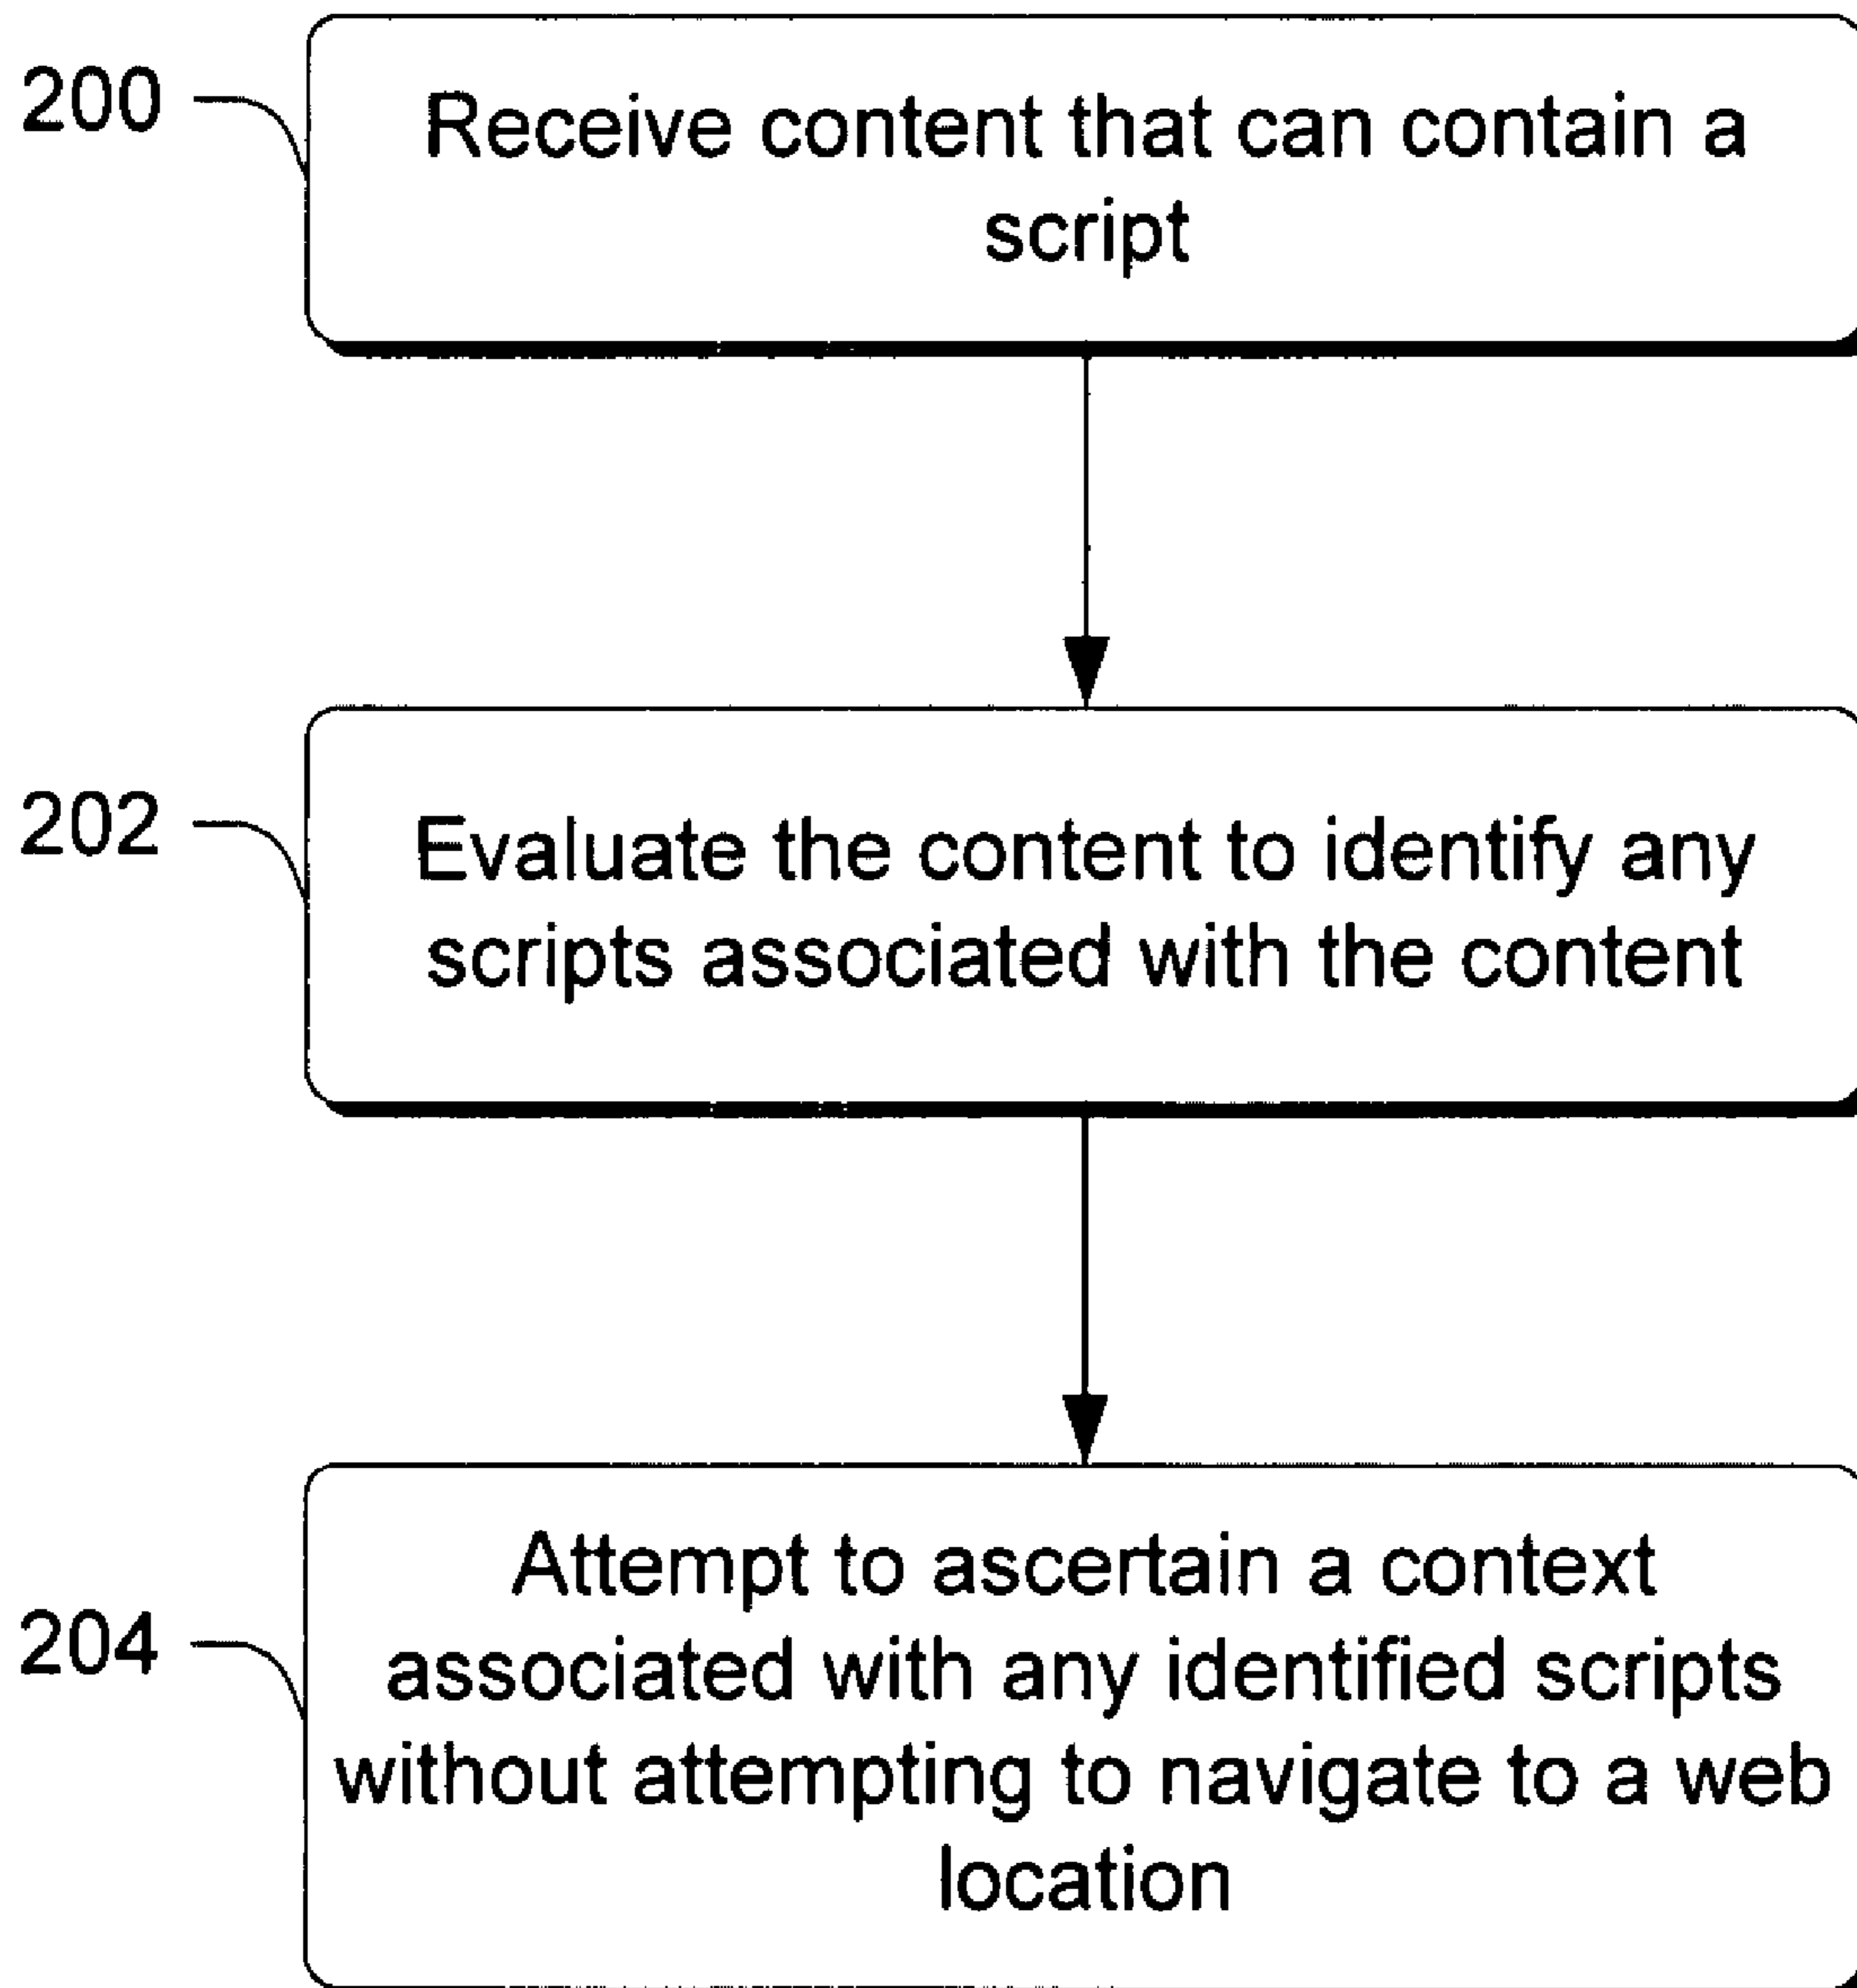 200
Receive content that can contain a
script
202
Evaluate the content to identify any
scripts associated with the content
204
Attempt to ascertain a context
associated with any identified scripts
without attempting to navigate to a web
location